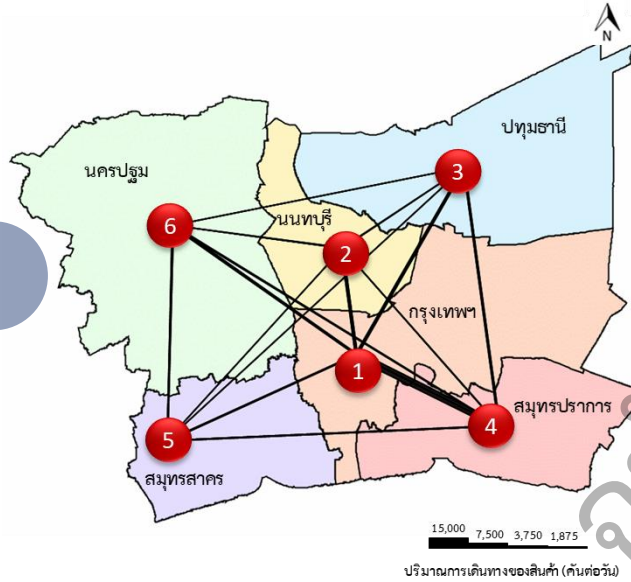 N
ปทุมธานี
3
นครปฐม
6
นนทบุรี
2
กรุงเทพฯ
1
สมุทรปราการ
4
5
สมุทรสาคร
15,000 7,500 3,750 1,875
ปริมาณการเดินทางของสินค้า (คันต่อวัน)